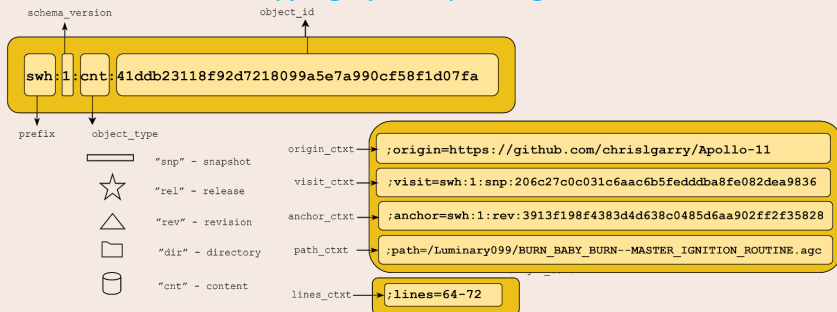 schema_version
object_id
swh:1:cnt:41ddb23118f92d7218099a5e7a990cf58f1d07fa
prefix
object_type
"snp" - snapshot
"rel" - release
"rev" - revision
"dir" - directory
"cnt" - content
origin_ctxt
;origin=https://github.com/chrislgarry/Apollo-11
visit_ctxt
;visit=swh:1:snp:206c27c0c031c6aac6b5fedddba8fe082dea9836
anchor_ctxt
;anchor=swh:1:rev:3913f198f4383d4d638c0485d6aa902ff2f35828
path_ctxt
;path=/Luminary099/BURN_BABY_BURN--MASTER_IGNITION_ROUTINE.agc
lines_ctxt
;lines=64-72